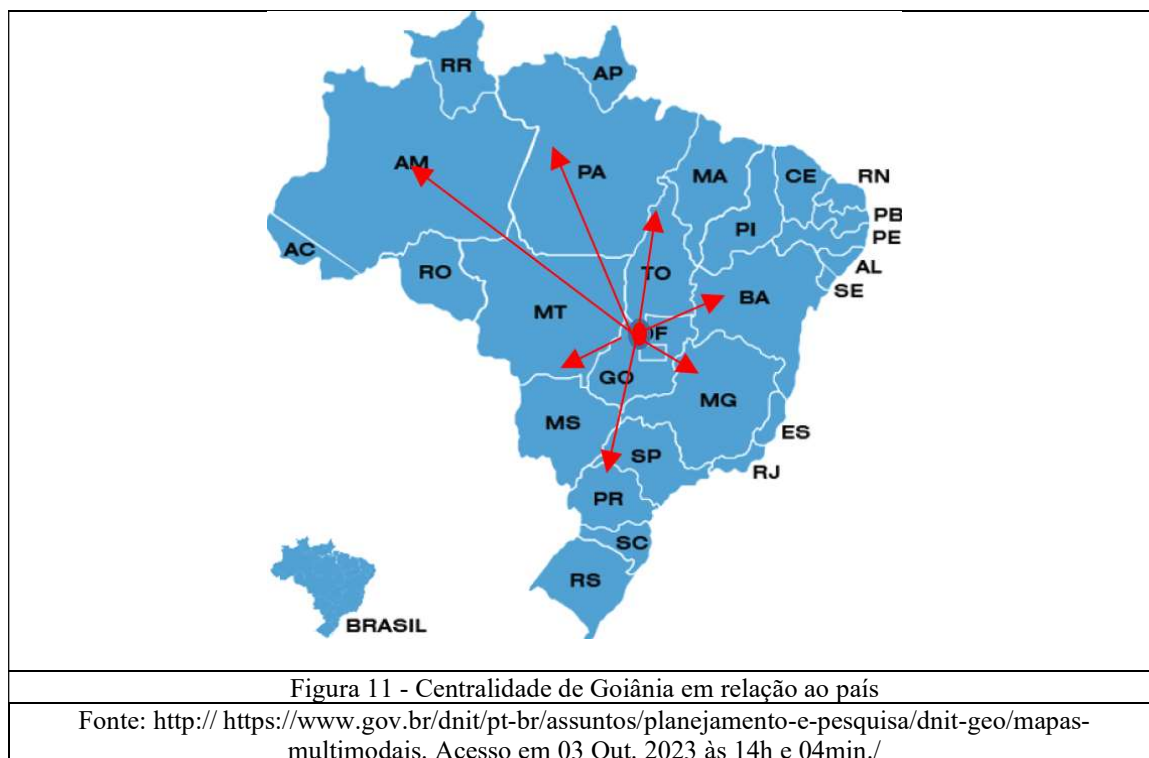 RR
AP
AM
PA
MA
CE
RN
PB
PI
PE
AC
TO
AL
RO
BA
SE
MT
DF
GO
MG
MS
ES
SP
RJ
PR
SC
RS
BRASIL
Figura 11 - Centralidade de Goiânia em relação ao país
Fonte: http:// https://www.gov.br/dnit/pt-br/assuntos/planejamento-e-pesquisa/dnit-geo/mapas-
multimodais. Acesso em 03 Out. 2023 às 14h e 04min./